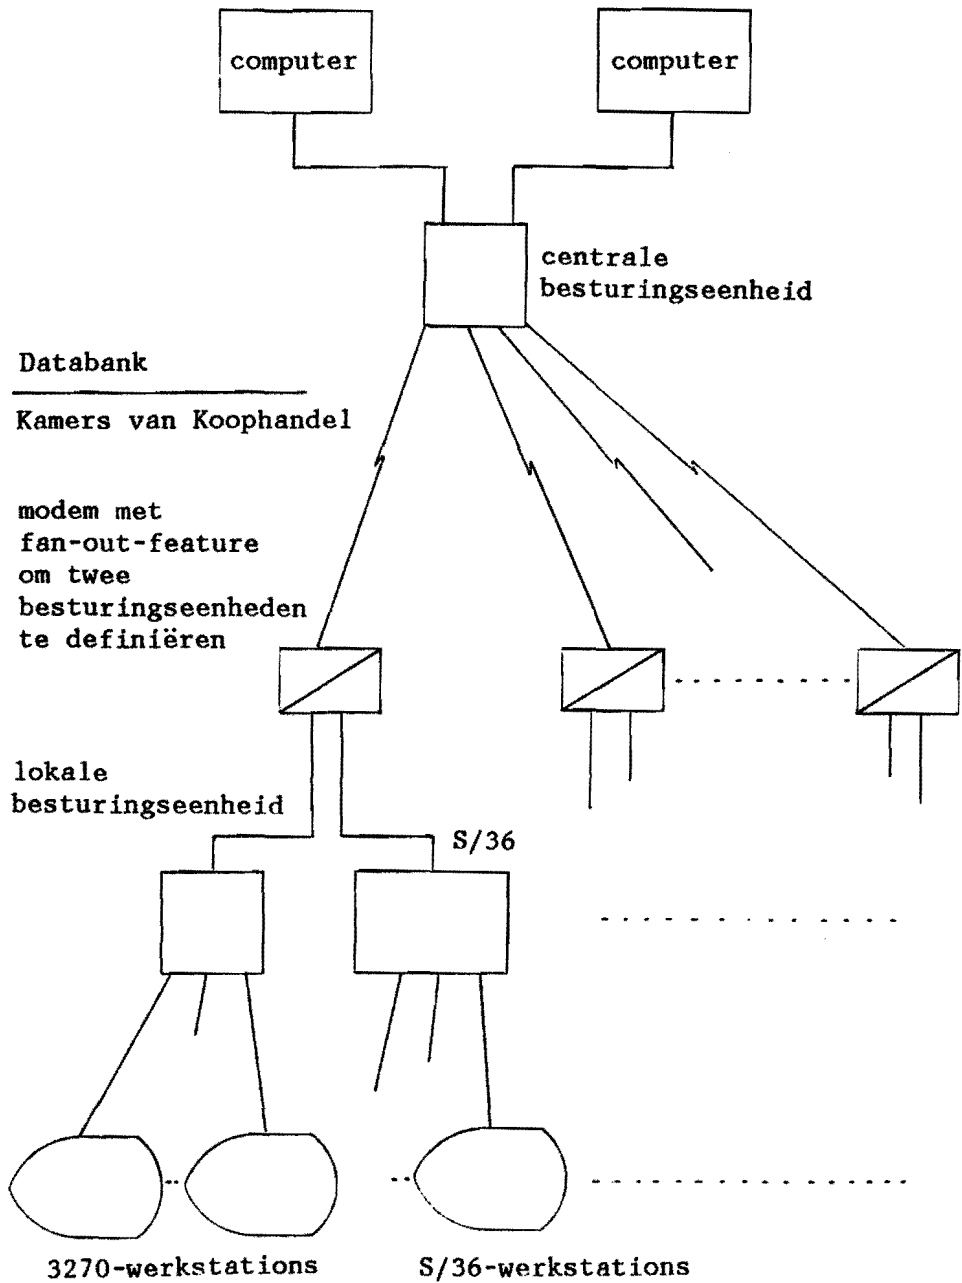 computer
computer
centrale
besturingseenheid
Databank
Kamers van Koophandel
modem met
fan-out-feature
om twee
besturingseenheden
te definiëren
lokale
besturingseenheid
S/36
3270-werkstations
S/36-werkstations